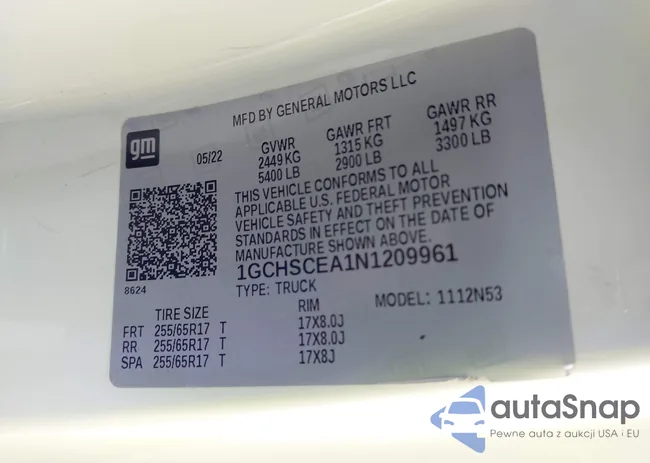 MFD BY GENERAL MOTORS LLC
gm
05/22
GVWR
2449 KG
5400 LB
GAWR FRT
1315 KG
2900 LB
GAWR RR
1497 KG
3300 LB
THIS VEHICLE CONFORMS TO ALL
APPLICABLE U.S. FEDERAL MOTOR
VEHICLE SAFETY AND THEFT PREVENTION
STANDARDS IN EFFECT ON THE DATE OF
MANUFACTURE SHOWN ABOVE.
1GCHSCEA1N1209961
8624
TYPE: TRUCK
MODEL: 1112N53
TIRE SIZE
RIM
FRT 255/65R17 T 17X8.0J
RR 255/65R17 T 17X8.0J
SPA 255/65R17 T 17X8J
autaSnap
Pewne auta z aukcji USA i EU